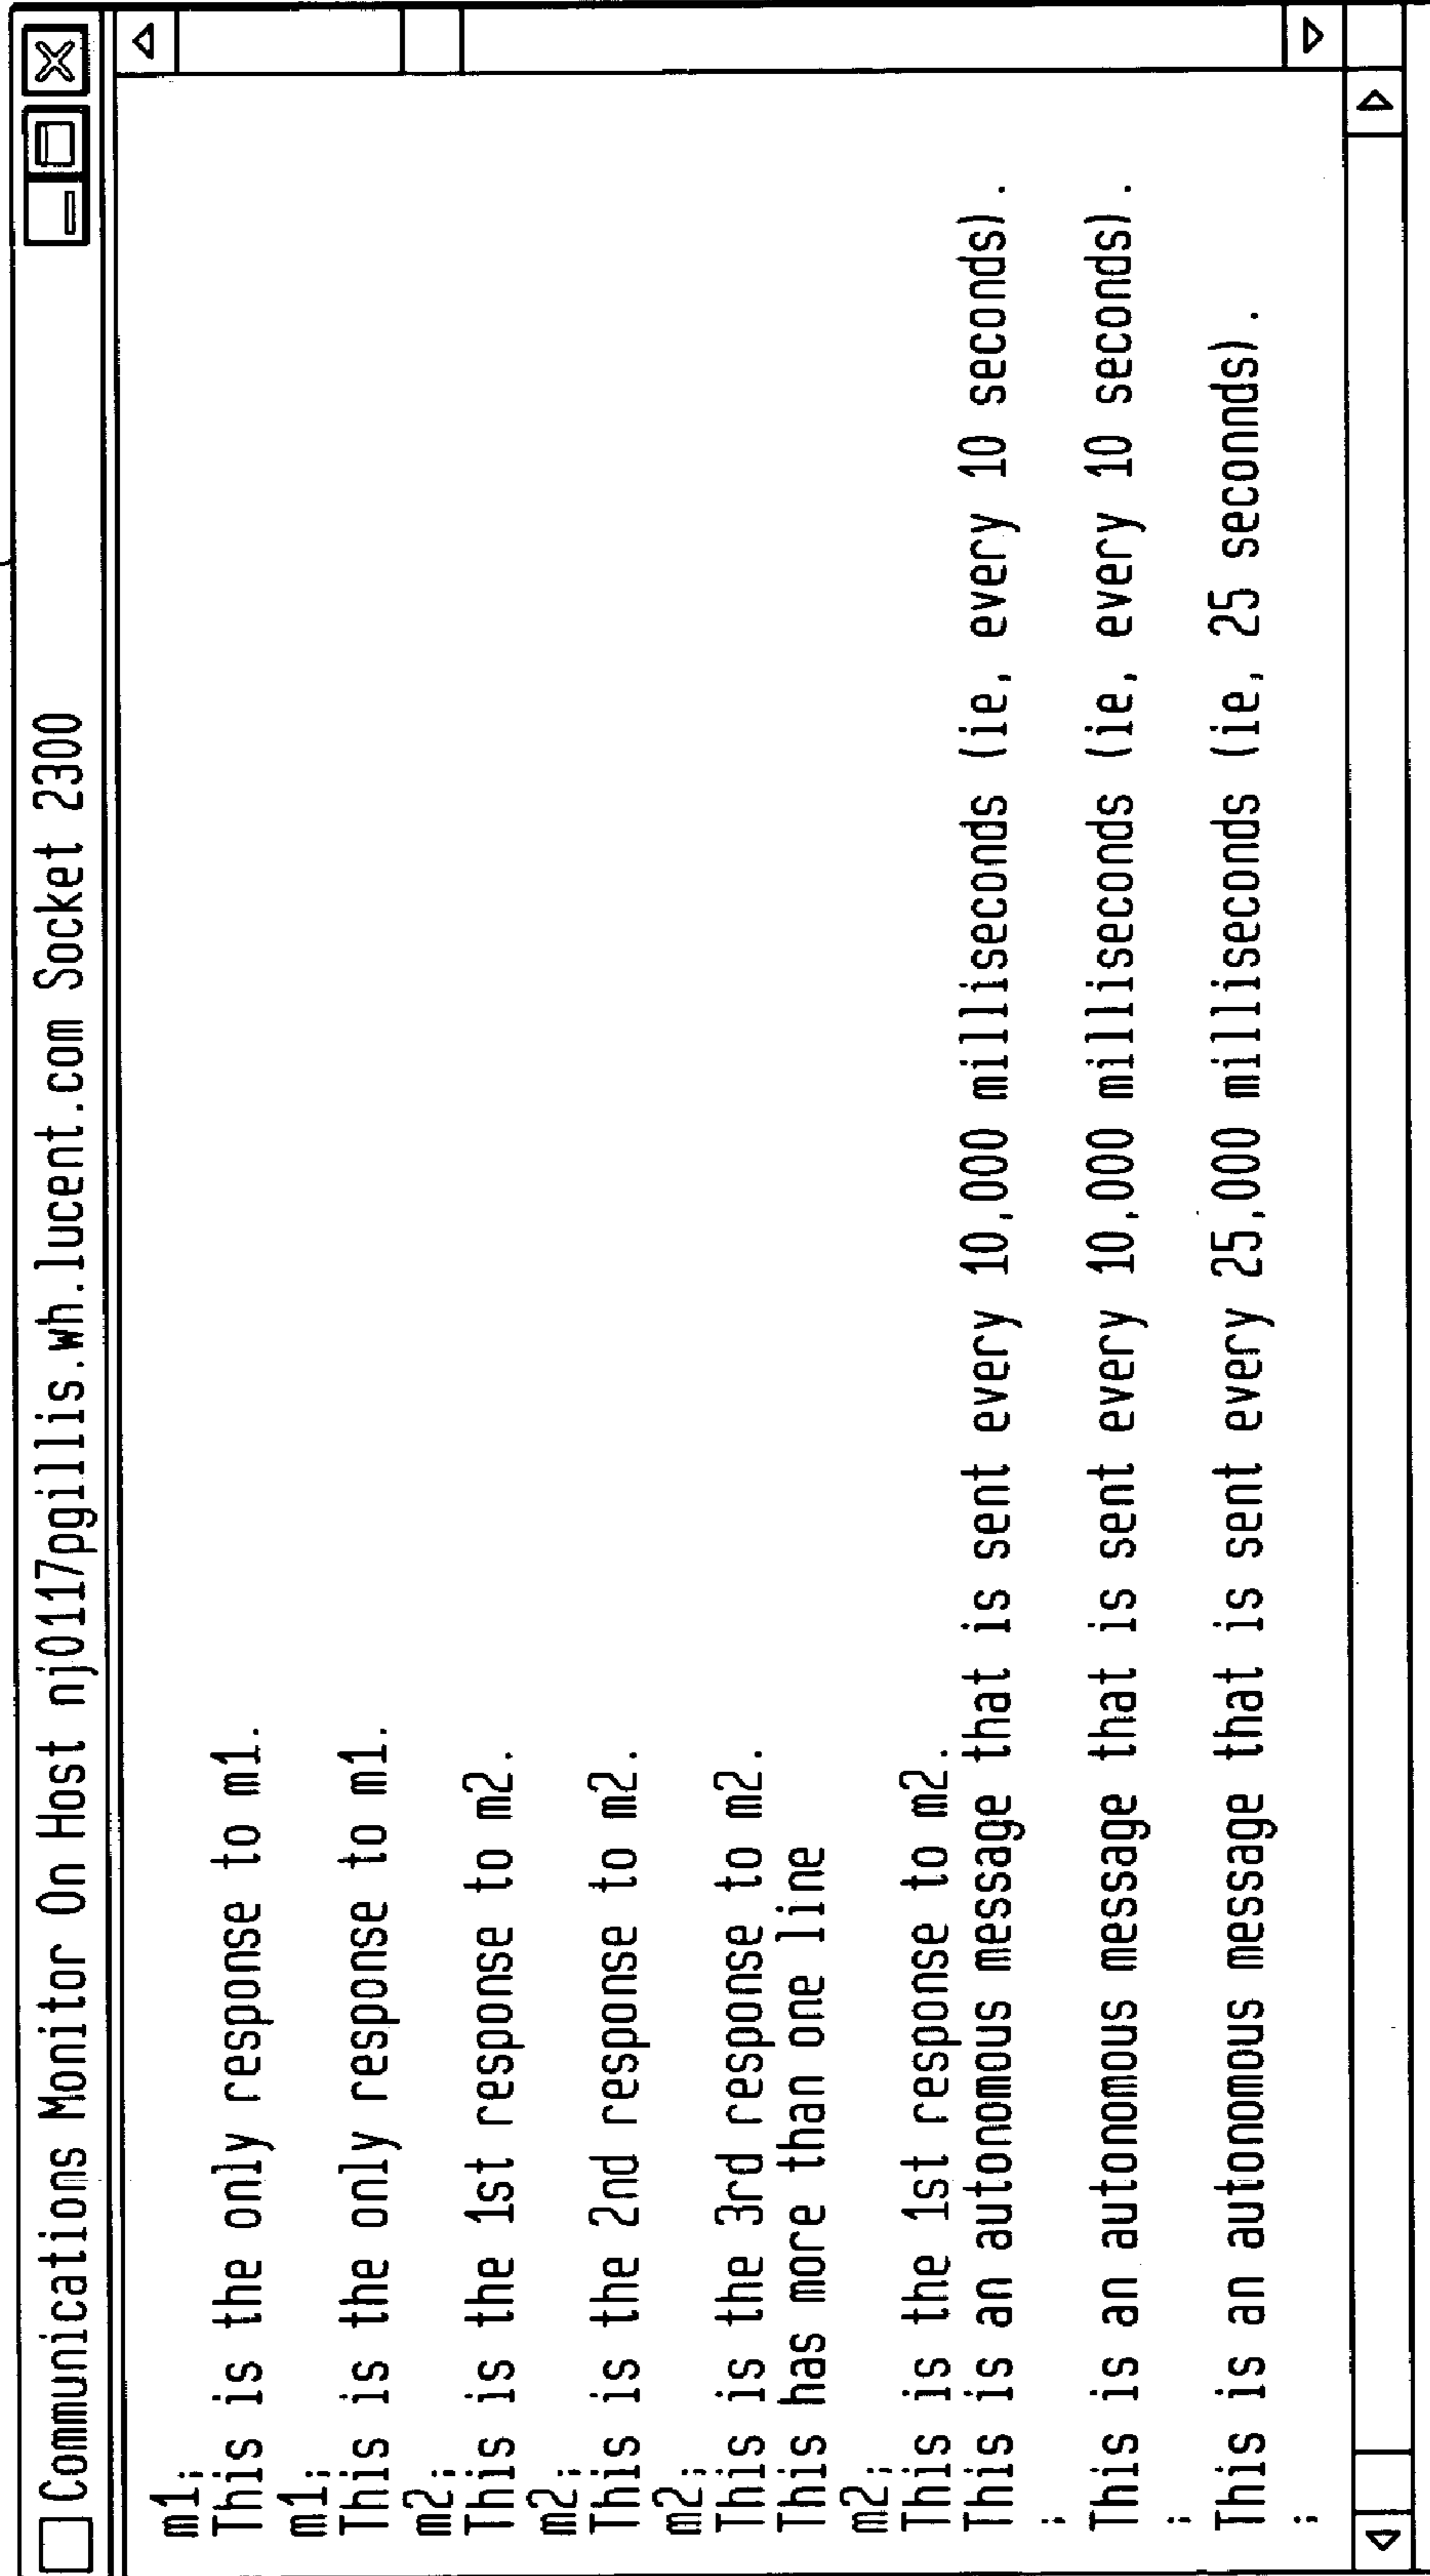 Communications Monitor On Host nj0117pgillis.wh.lucent.com Socket 2300
m1;
This is the only response to m1.
m1;
This is the only response to m1.
m2;
This is the 1st response to m2.
m2;
This is the 2nd response to m2.
m2;
This is the 3rd response to m2.
This has more than one line
m2;
This is the 1st response to m2.
This is an autonomous message that is sent every 10,000 milliseconds (ie, every 10 seconds).
;
This is an autonomous message that is sent every 10,000 milliseconds (ie, every 10 seconds).
;
This is an autonomous message that is sent every 25,000 milliseconds (ie, 25 seconnds).
;